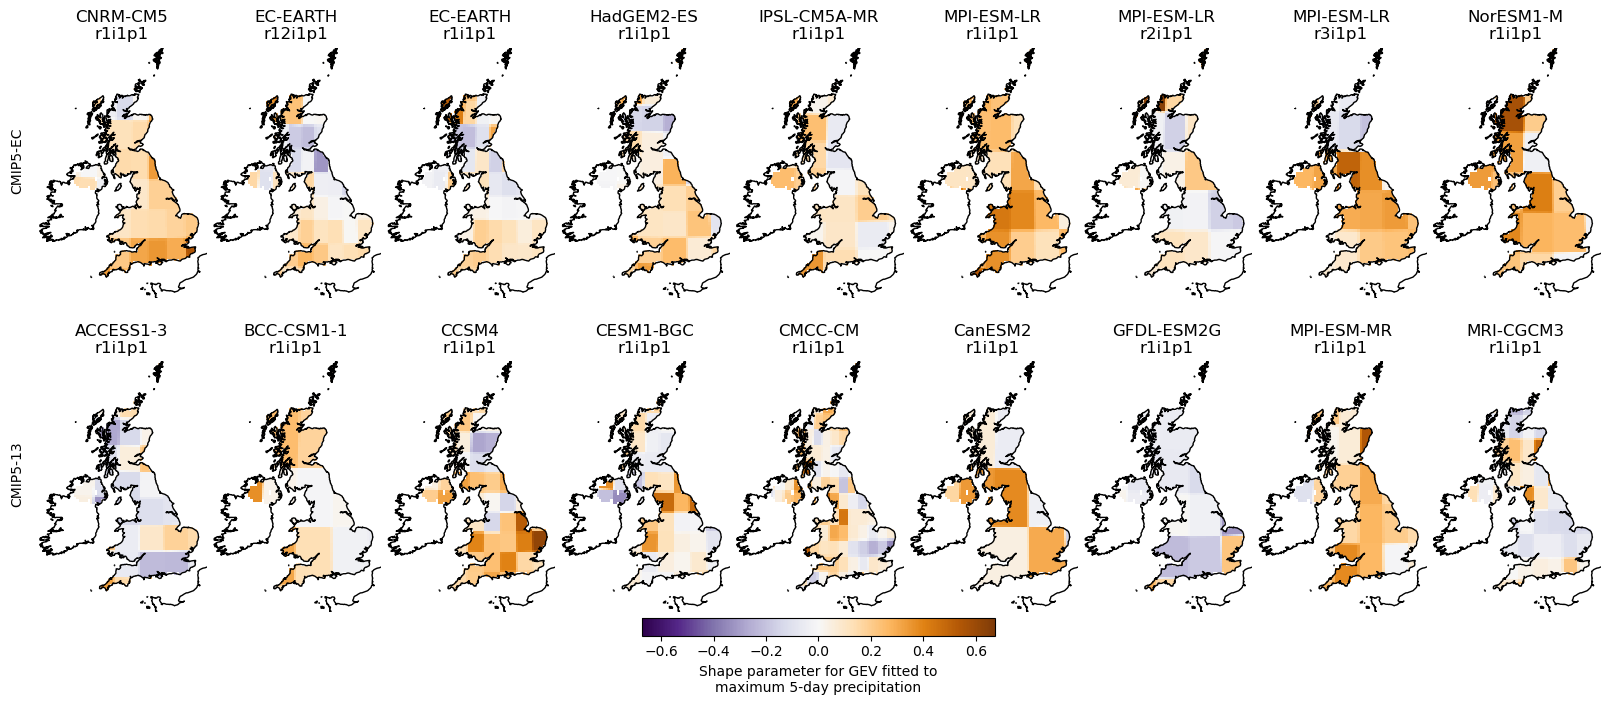 CNRM-CM5 EC-EARTH EC-EARTH HadGEM2-ES IPSL-CM5A-MR MPI-ESM-LR MPI-ESM-LR MPI-ESM-LR NorESM1-M
r1i1p1 r12i1p1 r1i1p1 r1i1p1 r1i1p1 r1i1p1 r2i1p1 r3i1p1 r1i1p1
CMIP5-EC
ACCESS1-3 BCC-CSM1-1 CCSM4 CESM1-BGC CMCC-CM CanESM2 GFDL-ESM2G MPI-ESM-MR MRI-CGCM3
r1i1p1 r1i1p1 r1i1p1 r1i1p1 r1i1p1 r1i1p1 r1i1p1 r1i1p1 r1i1p1
CMIP5-13
−0.6 −0.4 −0.2 0.0 0.2 0.4 0.6
Shape parameter for GEV fitted to
maximum 5-day precipitation